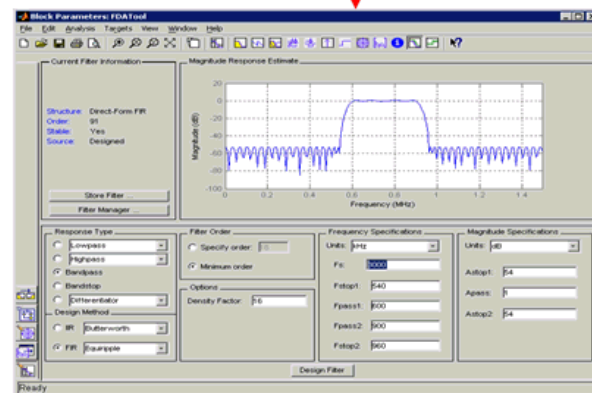 Block Parameters: FDATool
File Edit Analysis Targets View Window Help
Current Filter Information
Structure: Direct-Form FIR
Order: 91
Stable: Yes
Source: Designed
Store Filter ...
Filter Manager ...
Magnitude Response Estimate
Magnitude (dB)
20
0
-20
-40
-60
-80
-100
0 0.2 0.4 0.6 0.8 1 1.2 1.4
Frequency (MHz)
Response Type
Lowpass
Highpass
Bandpass
Bandstop
Differentiator
Design Method
IIR Butterworth
FIR Equiripple
Filter Order
Specify order:
Minimum order
Options
Density Factor: 16
Frequency Specifications
Units: kHz
Fs: 3000
Fstop1: 540
Fpass1: 600
Fpass2: 900
Fstop2: 960
Magnitude Specifications
Units: dB
Astop1: 54
Apass: 1
Astop2: 54
Design Filter
Ready